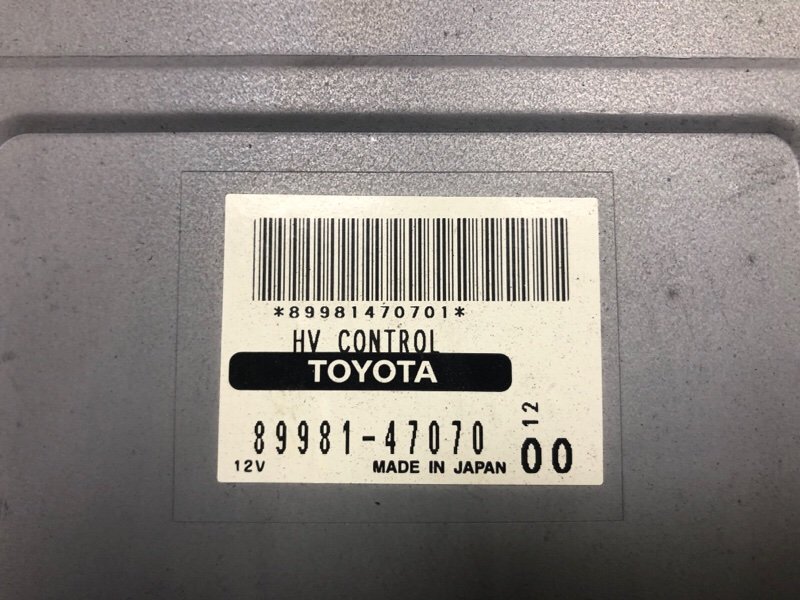 *89981470701*
HV CONTROL
TOYOTA
89981-47070
12
00
12V
MADE IN JAPAN